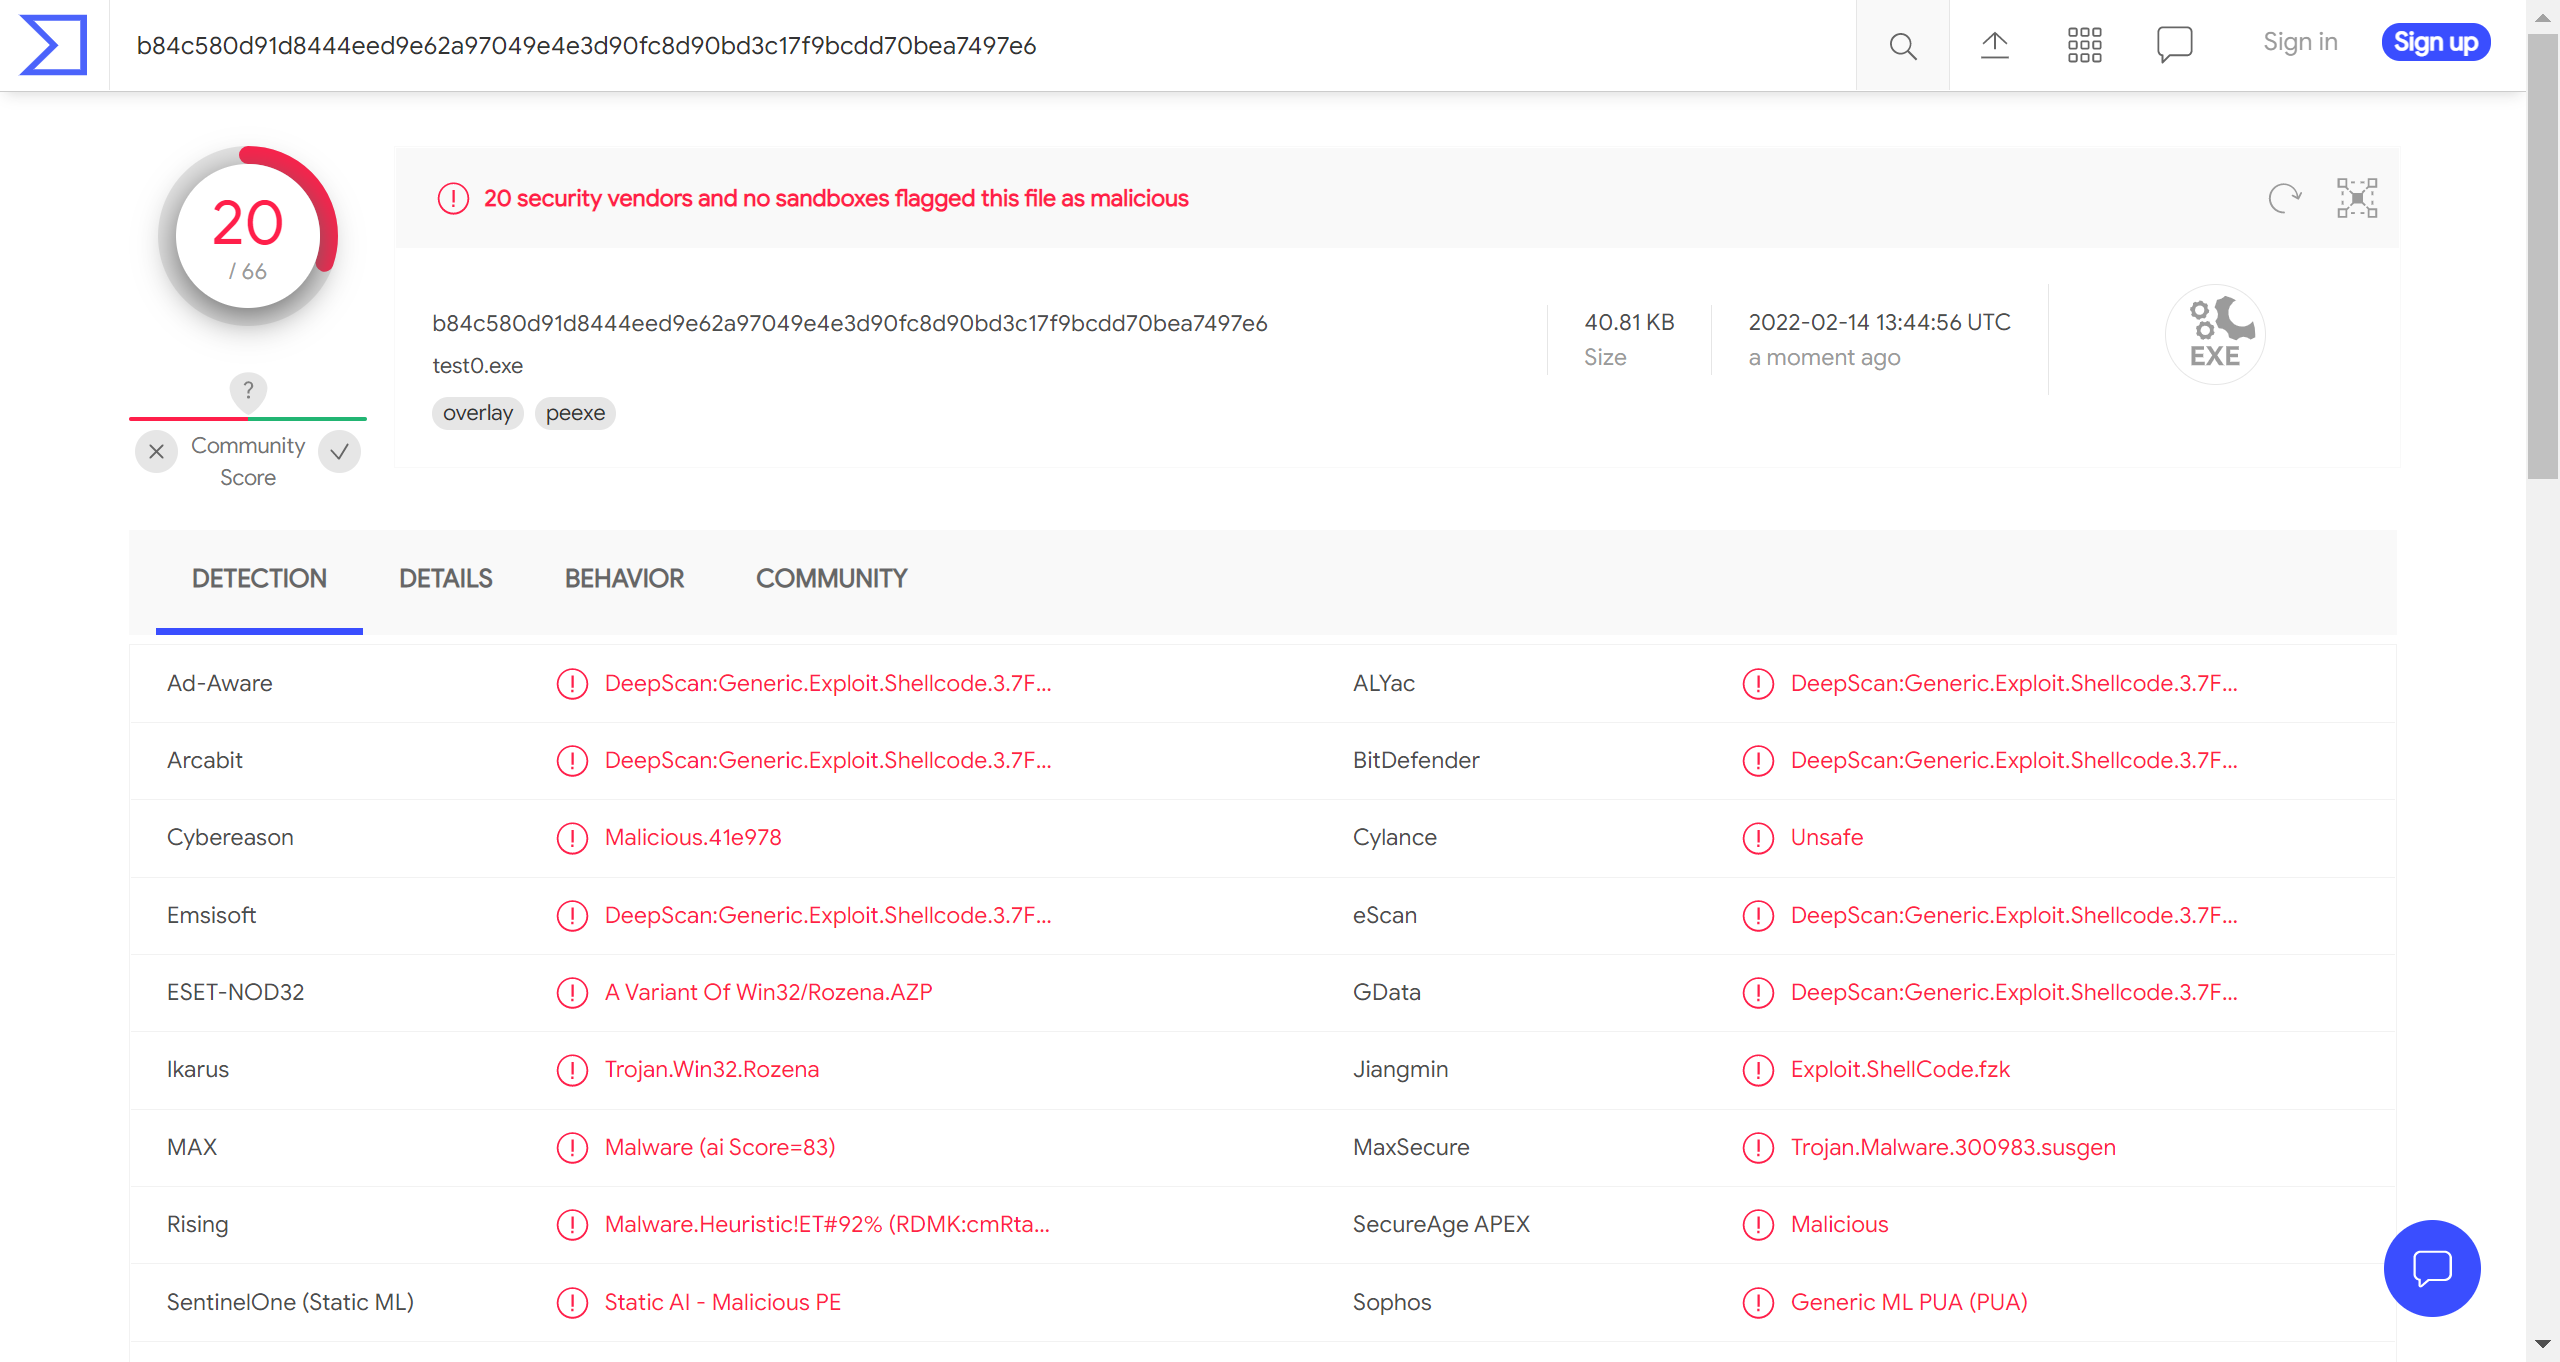 b84c580d91d8444eed9e62a97049e4e3d90fc8d90bd3c17f9bcdd70bea7497e6
Sign in
Sign up
20
/ 66
20 security vendors and no sandboxes flagged this file as malicious
b84c580d91d8444eed9e62a97049e4e3d90fc8d90bd3c17f9bcdd70bea7497e6
test0.exe
overlay peexe
40.81 KB
Size
2022-02-14 13:44:56 UTC
a moment ago
EXE
?
Community
Score
DETECTION DETAILS BEHAVIOR COMMUNITY
Ad-Aware DeepScan:Generic.Exploit.Shellcode.3.7F... ALYac DeepScan:Generic.Exploit.Shellcode.3.7F...
Arcabit DeepScan:Generic.Exploit.Shellcode.3.7F... BitDefender DeepScan:Generic.Exploit.Shellcode.3.7F...
Cybereason Malicious.41e978 Cylance Unsafe
Emsisoft DeepScan:Generic.Exploit.Shellcode.3.7F... eScan DeepScan:Generic.Exploit.Shellcode.3.7F...
ESET-NOD32 A Variant Of Win32/Rozena.AZP GData DeepScan:Generic.Exploit.Shellcode.3.7F...
Ikarus Trojan.Win32.Rozena Jiangmin Exploit.ShellCode.fzk
MAX Malware (ai Score=83) MaxSecure Trojan.Malware.300983.susgen
Rising Malware.Heuristic!ET#92% (RDMK:cmRta... SecureAge APEX Malicious
SentinelOne (Static ML) Static AI - Malicious PE Sophos Generic ML PUA (PUA)